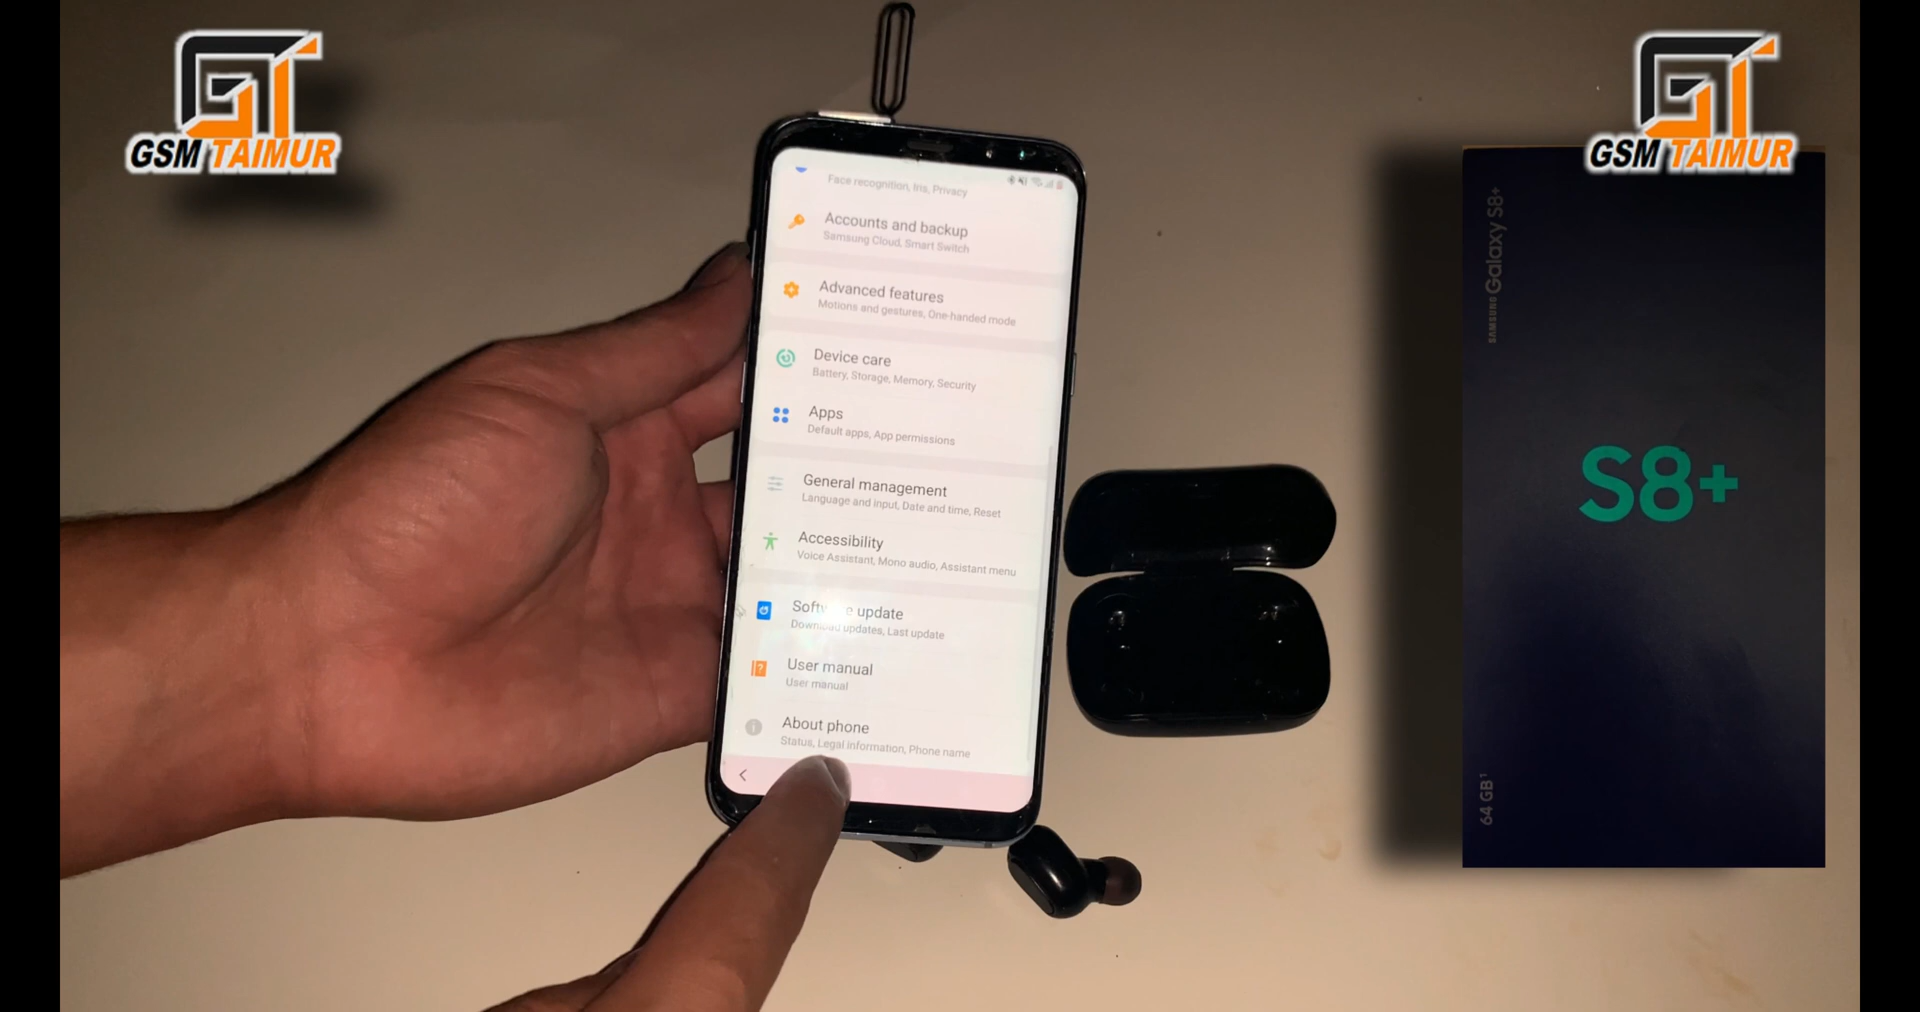 GSM TAIMUR
GSM TAIMUR
Face recognition, Iris, Privacy
Accounts and backup
Samsung Cloud, Smart Switch
Advanced features
Motions and gestures, One-handed mode
Device care
Battery, Storage, Memory, Security
Apps
Default apps, App permissions
General management
Language and input, Date and time, Reset
Accessibility
Voice Assistant, Mono audio, Assistant menu
Software update
Download updates, Last update
User manual
User manual
About phone
Status, Legal information, Phone name
SAMSUNG Galaxy S8+
S8+
64 GB¹